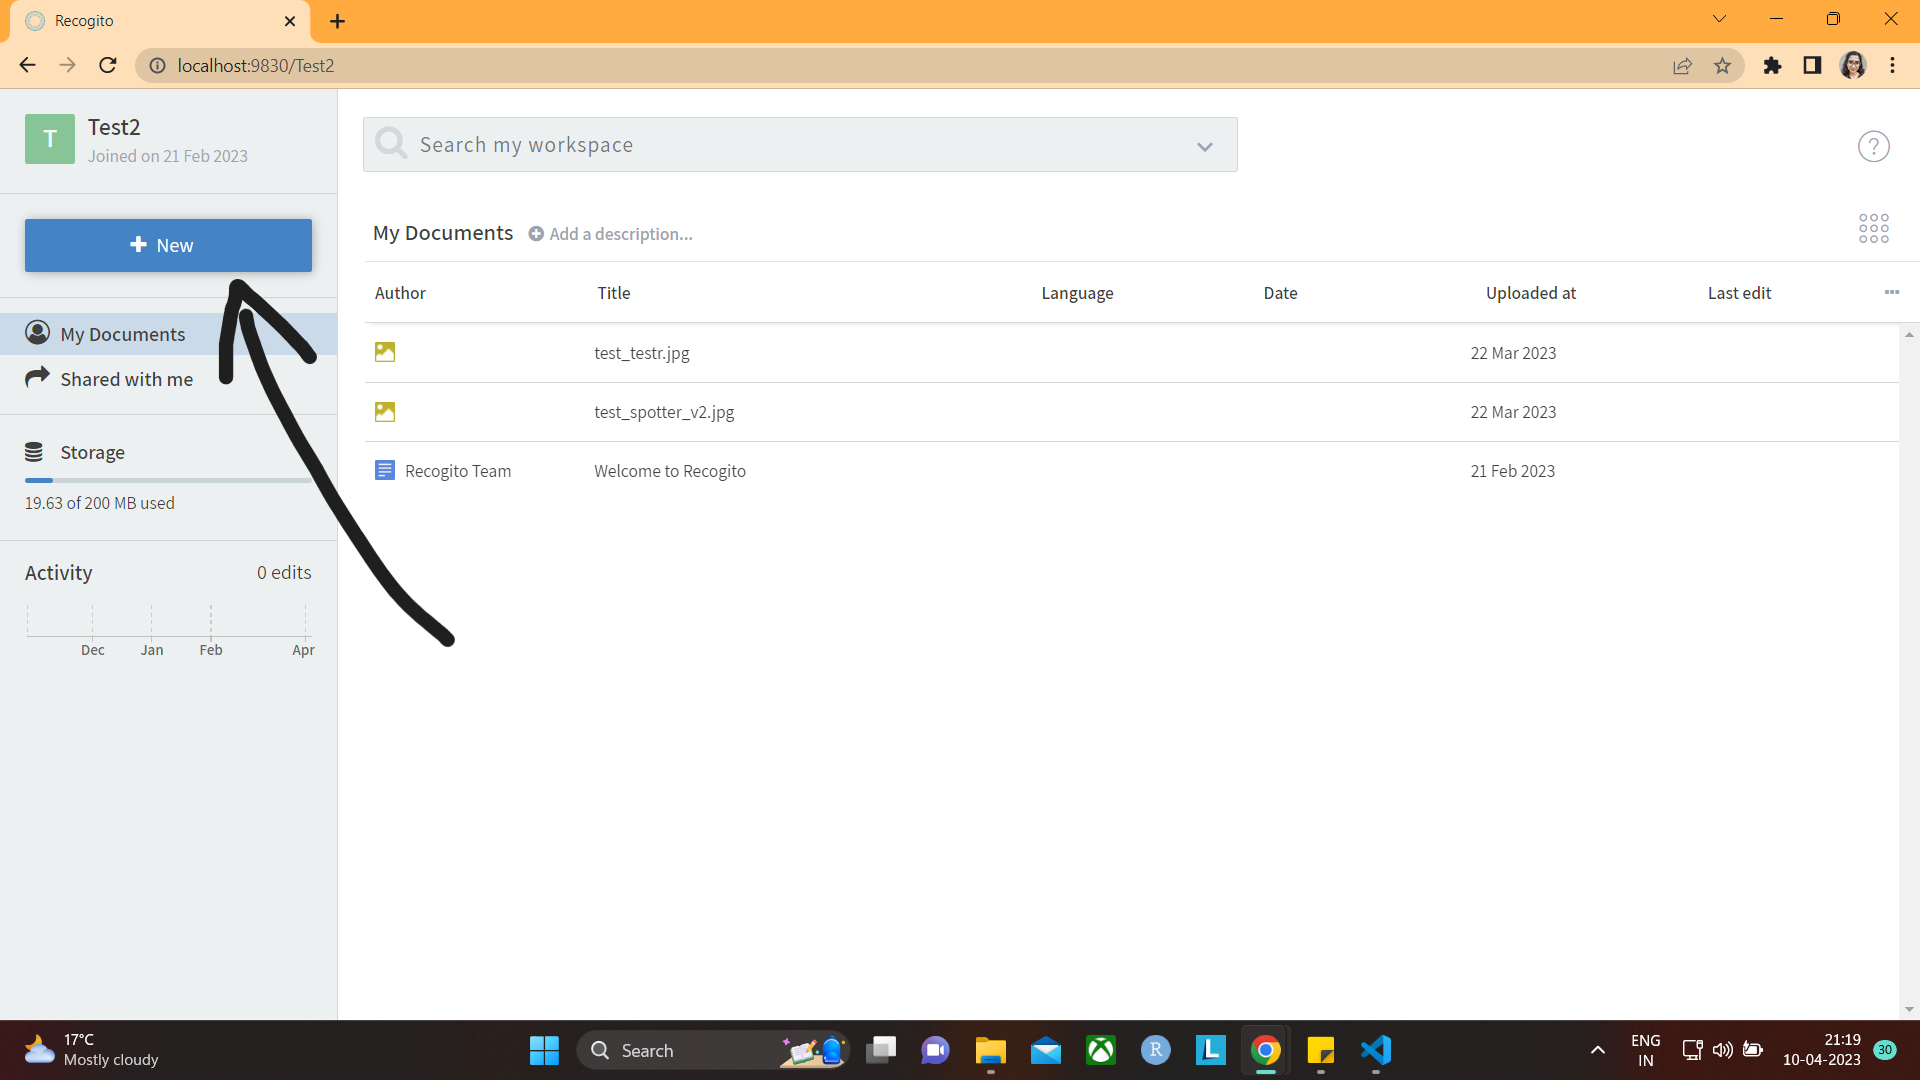 Recogito
localhost:9830/Test2
T
Test2
Joined on 21 Feb 2023
Search my workspace
?
New
My Documents
Add a description...
Author Title Language Date Uploaded at Last edit
My Documents
Shared with me
test_testr.jpg 22 Mar 2023
test_spotter_v2.jpg 22 Mar 2023
Recogito Team Welcome to Recogito 21 Feb 2023
Storage
19.63 of 200 MB used
Activity 0 edits
Dec Jan Feb Apr
17°C
Mostly cloudy
Search
R
L
ENG
IN
21:19
10-04-2023
30